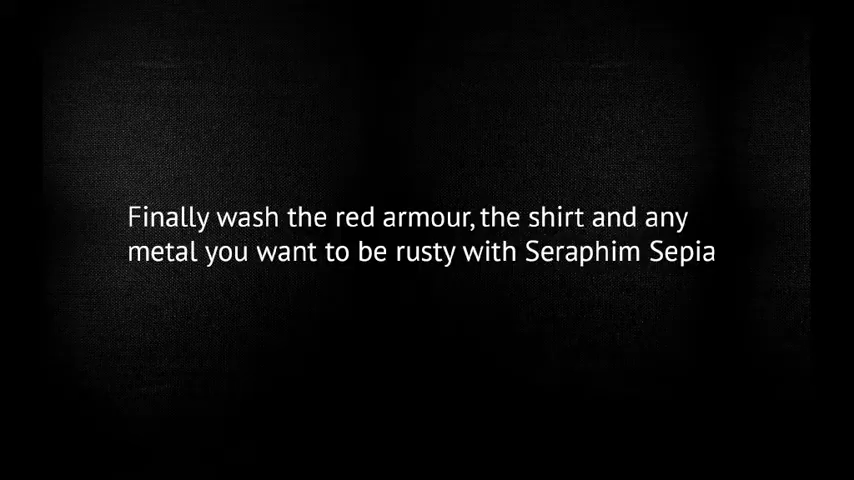 Finally wash the red armour, the shirt and any
metal you want to be rusty with Seraphim Sepia